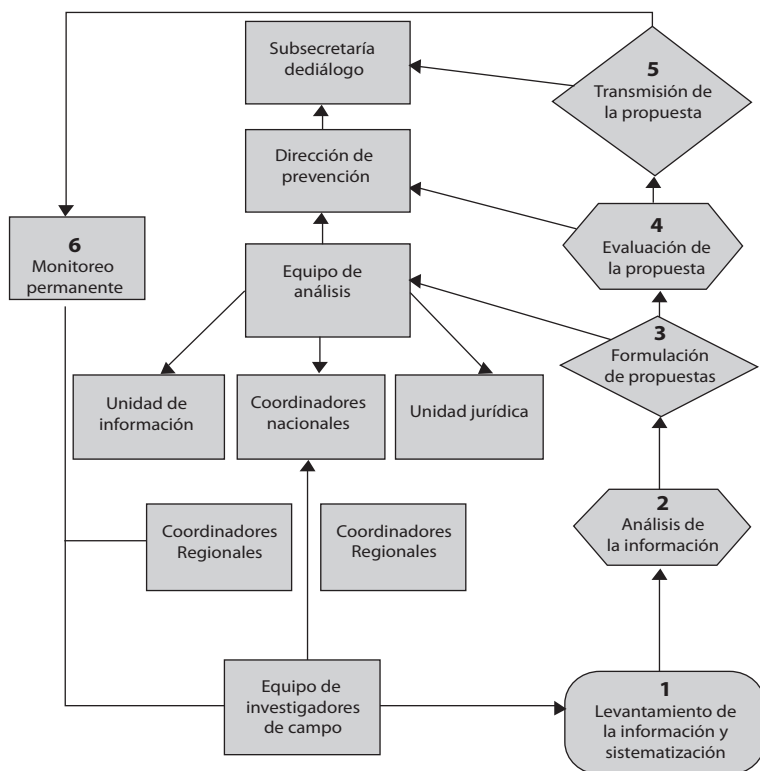 Subsecretaría
dediálogo
5
Transmisión de
la propuesta
Dirección de
prevención
6
Monitoreo
permanente
4
Evaluación de
la propuesta
Equipo de
análisis
3
Formulación
de propuestas
Unidad de
información
Coordinadores
nacionales
Unidad jurídica
2
Análisis de
la información
Coordinadores
Regionales
Coordinadores
Regionales
Equipo de
investigadores
de campo
1
Levantamiento de
la información y
sistematización